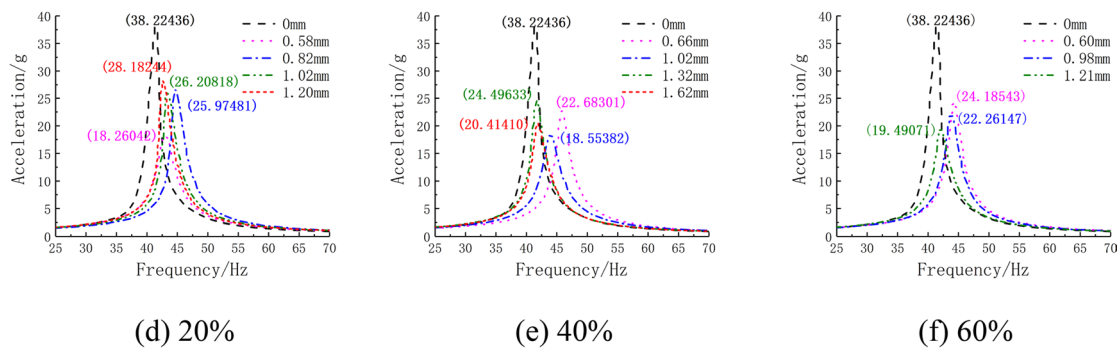 (38.22436)
0mm
0.58mm
0.82mm
1.02mm
1.20mm
(28.18244)
(26.20818)
(25.97481)
(18.26042)
Acceleration/g
40
35
30
25
20
15
10
5
0
25 30 35 40 45 50 55 60 65 70
Frequency/Hz
(d) 20%
(38.22436)
0mm
0.66mm
1.02mm
1.32mm
1.62mm
(24.49633)
(22.68301)
(20.41410)
(18.55382)
Acceleration/g
40
35
30
25
20
15
10
5
0
25 30 35 40 45 50 55 60 65 70
Frequency/Hz
(e) 40%
(38.22436)
0mm
0.60mm
0.98mm
1.21mm
(24.18543)
(22.26147)
(19.49071)
Acceleration/g
40
35
30
25
20
15
10
5
0
25 30 35 40 45 50 55 60 65 70
Frequency/Hz
(f) 60%